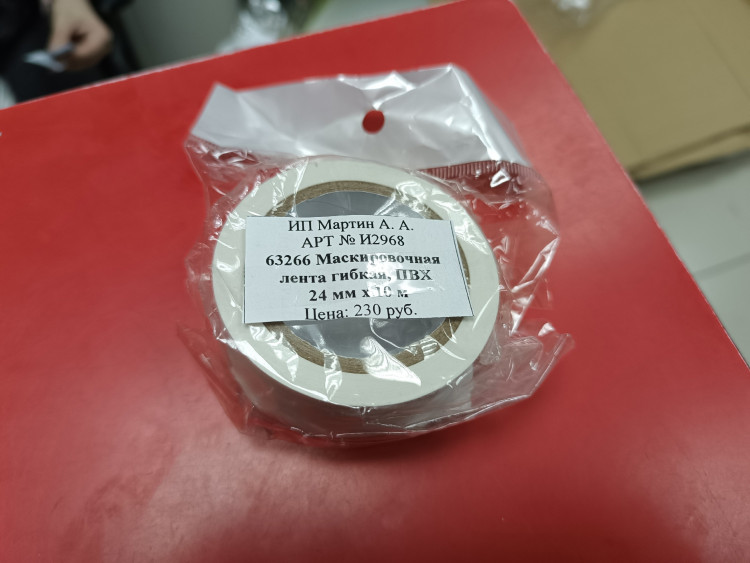 ИП Мартин А. А.
АРТ № И2968
63266 Маскировочная
лента гибкая, ПВХ
24 мм х 10 м
Цена: 230 руб.